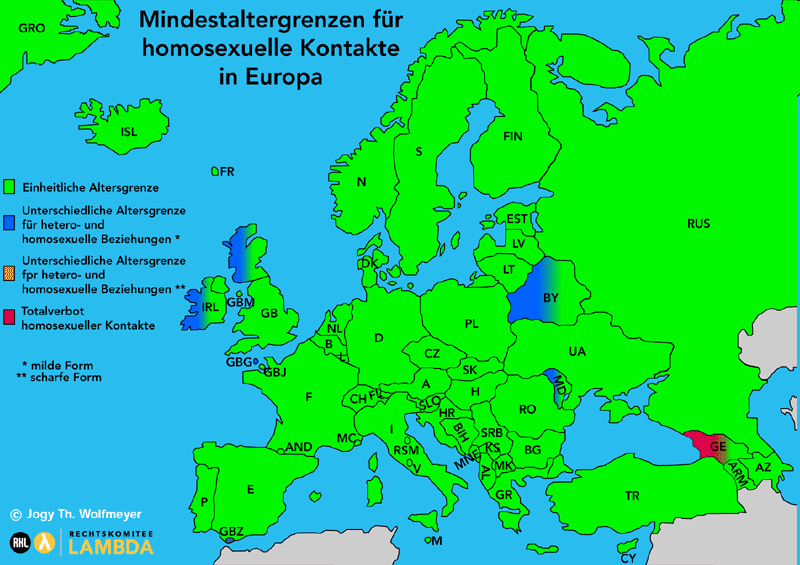 Mindestaltergrenzen für
homosexuelle Kontakte
in Europa
GRO
ISL
FR
Einheitliche Altersgrenze
Unterschiedliche Altersgrenze
für hetero- und
homosexuelle Beziehungen *
Unterschiedliche Altersgrenze
fpr hetero- und
homosexuelle Beziehungen **
Totalverbot
homosexueller Kontakte
* milde Form
** scharfe Form
N
S
FIN
RUS
EST
LV
LT
DK
BY
IRL
GBM
GB
NL
B
L
D
PL
UA
CZ
SK
GBG
GBJ
F
CH
FL
A
H
MD
RO
SLO
HR
BIH
SRB
KS
MNE
AL
MK
BG
GR
I
RSM
V
MC
AND
P
E
GBZ
M
TR
CY
GE
ARM
AZ
© Jogy Th. Wolfmeyer
RKL
λ
RECHTSKOMITEE
LAMBDA